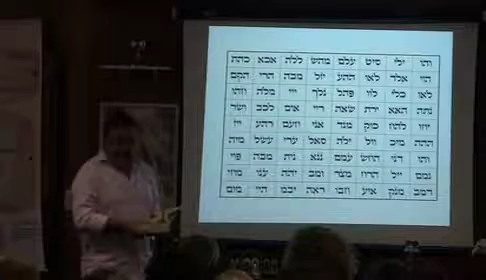 והו ילי סיט עלם מהש ללה אכא כהת
הזי אלד לאו ההע יזל מבה הרי הקם
לאו כלי לוו פהל נלך ייי מלה חהו
נתה האא ירת שאה ריי אום לכב ושר
יחו להח כוק מנד אני חעם רהע ייז
ההה מיכ וול ילה סאל ערי עשל מיה
והו דני החש עמם ננא נית מבה פוי
נמם ייל הרח מצר ומב יהה ענו מחי
דמב מנק איע חבו ראה יבמ היי מום